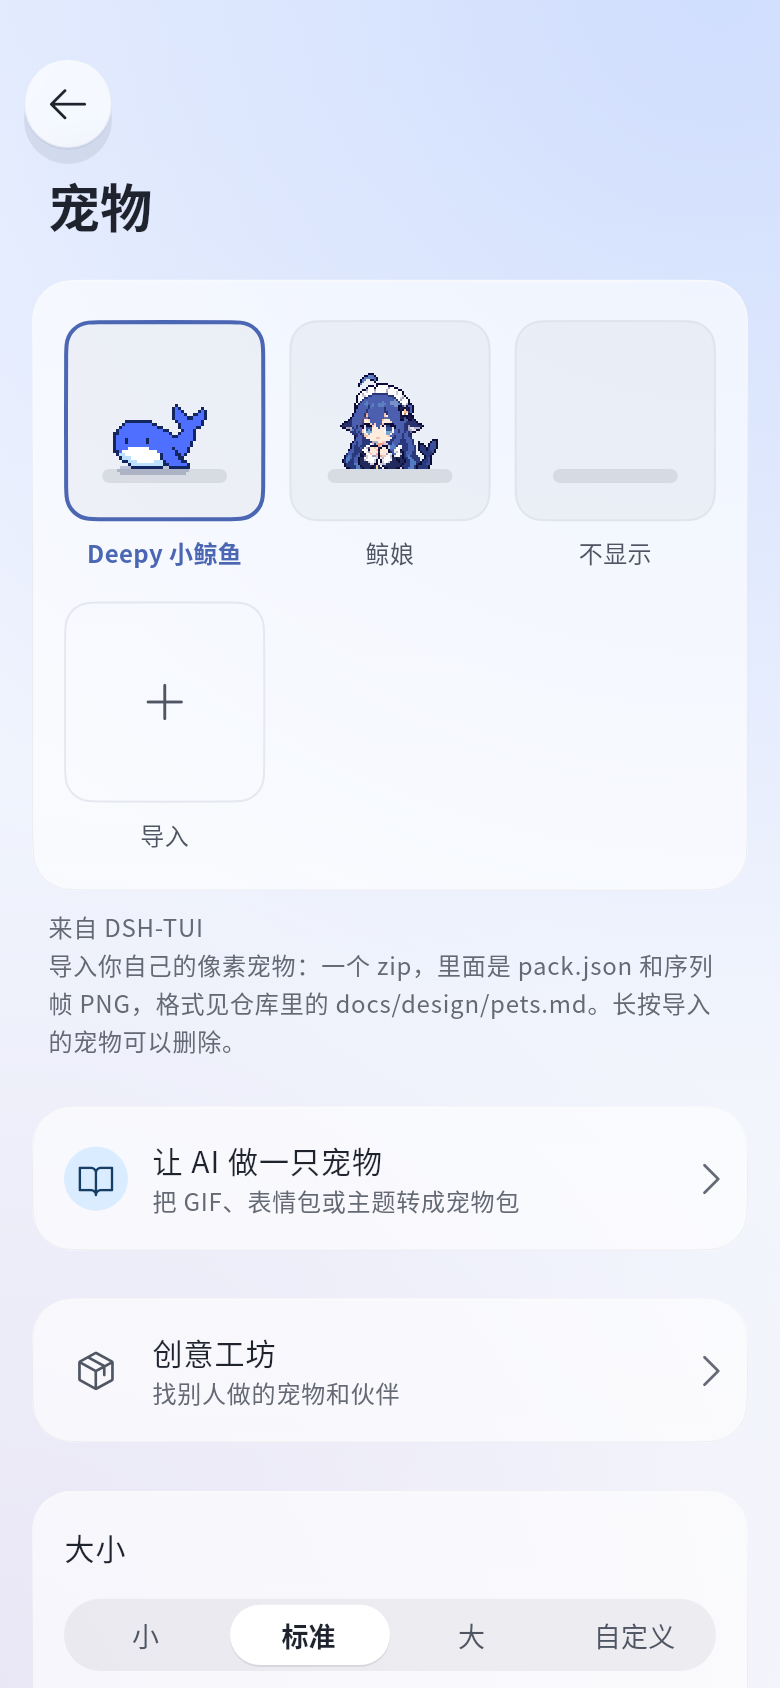 宠物
Deepy 小鲸鱼
鲸娘
不显示
导入
来自 DSH-TUI
导入你自己的像素宠物：一个 zip，里面是 pack.json 和序列
帧 PNG，格式见仓库里的 docs/design/pets.md。长按导入
的宠物可以删除。
让 AI 做一只宠物
把 GIF、表情包或主题转成宠物包
创意工坊
找别人做的宠物和伙伴
大小
小
标准
大
自定义